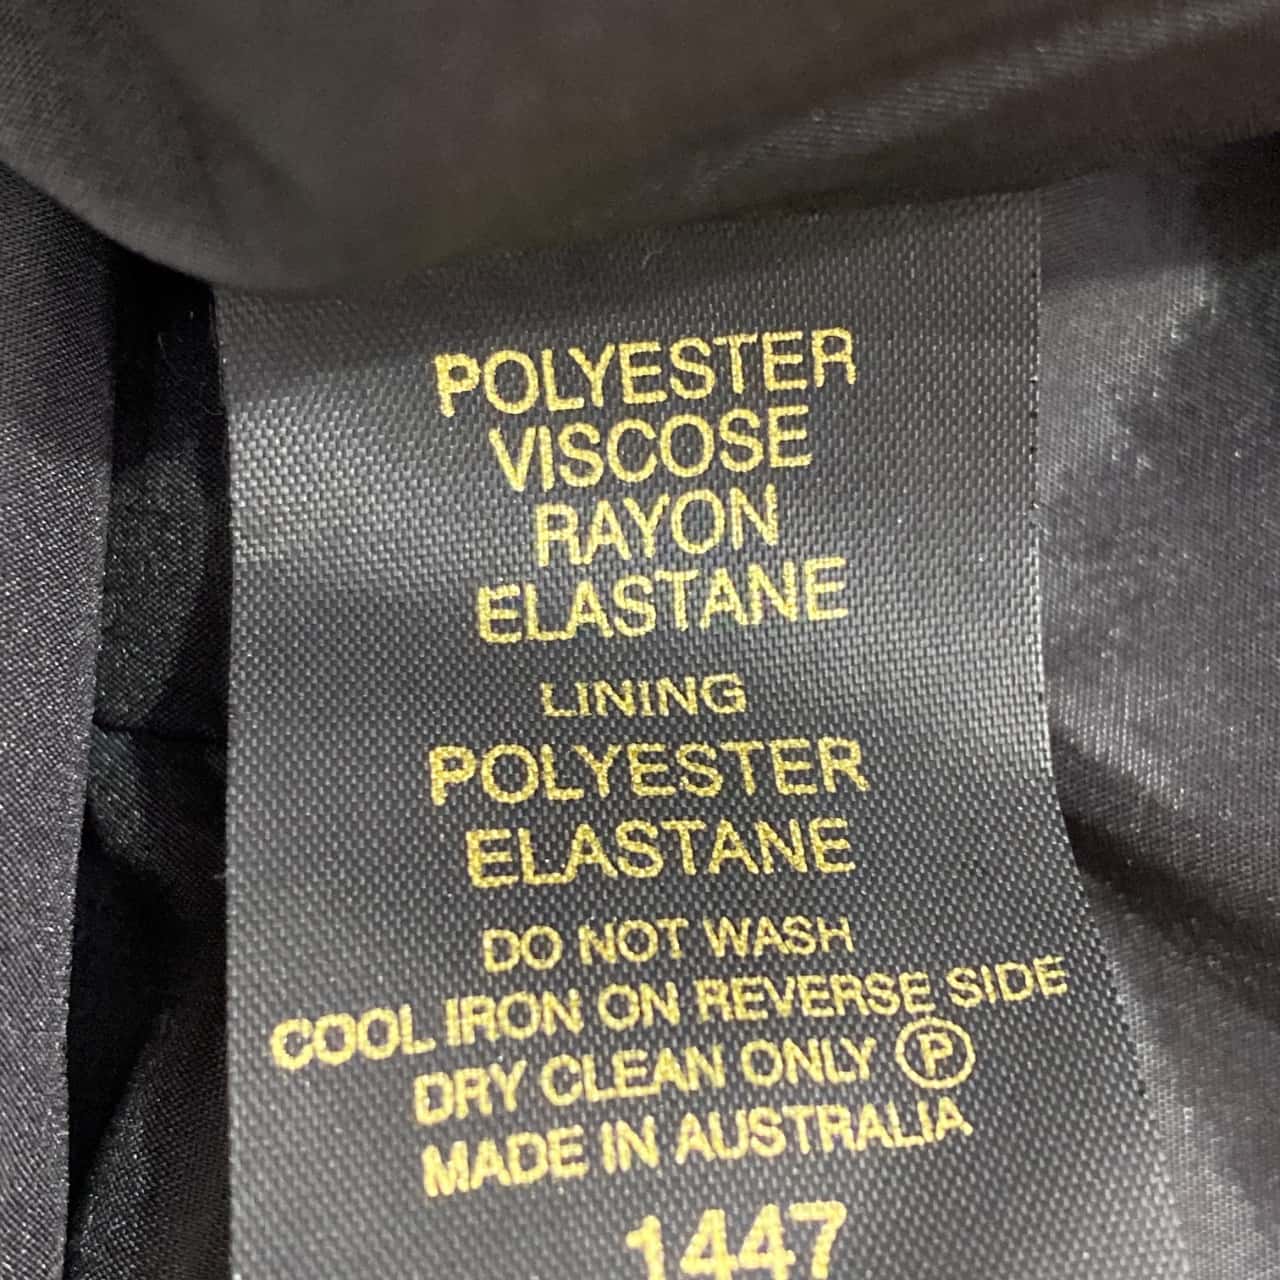 POLYESTER
VISCOSE
RAYON
ELASTANE
LINING
POLYESTER
ELASTANE
DO NOT WASH
COOL IRON ON REVERSE SIDE
DRY CLEAN ONLY Ⓟ
MADE IN AUSTRALIA
1447